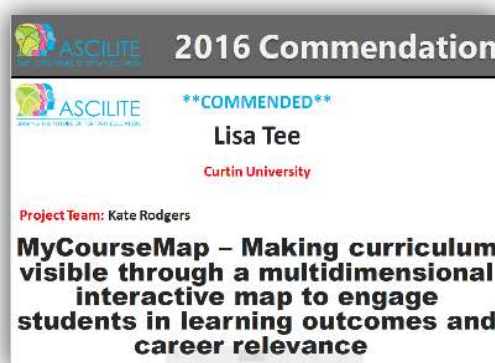 ASCILITE
2016 Commendation
ASCILITE
**COMMENDED**
Lisa Tee
Curtin University
Project Team: Kate Rodgers
MyCourseMap – Making curriculum
visible through a multidimensional
interactive map to engage
students in learning outcomes and
career relevance